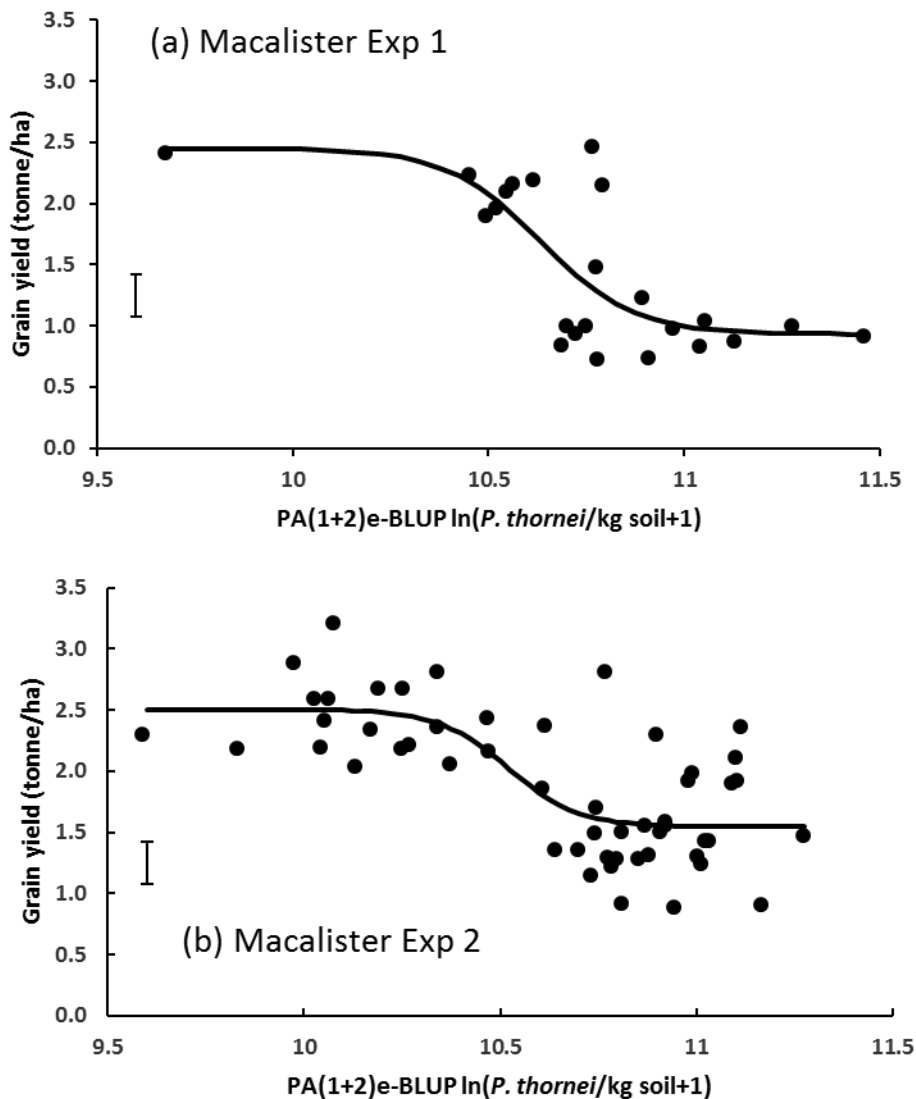 (a) Macalister Exp 1
Grain yield (tonne/ha)
3.5
3.0
2.5
2.0
1.5
1.0
0.5
0.0
9.5 10 10.5 11 11.5
PA(1+2)e-BLUP ln(P. thornei/kg soil+1)
(b) Macalister Exp 2
Grain yield (tonne/ha)
3.5
3.0
2.5
2.0
1.5
1.0
0.5
0.0
9.5 10 10.5 11 11.5
PA(1+2)e-BLUP ln(P. thornei/kg soil+1)